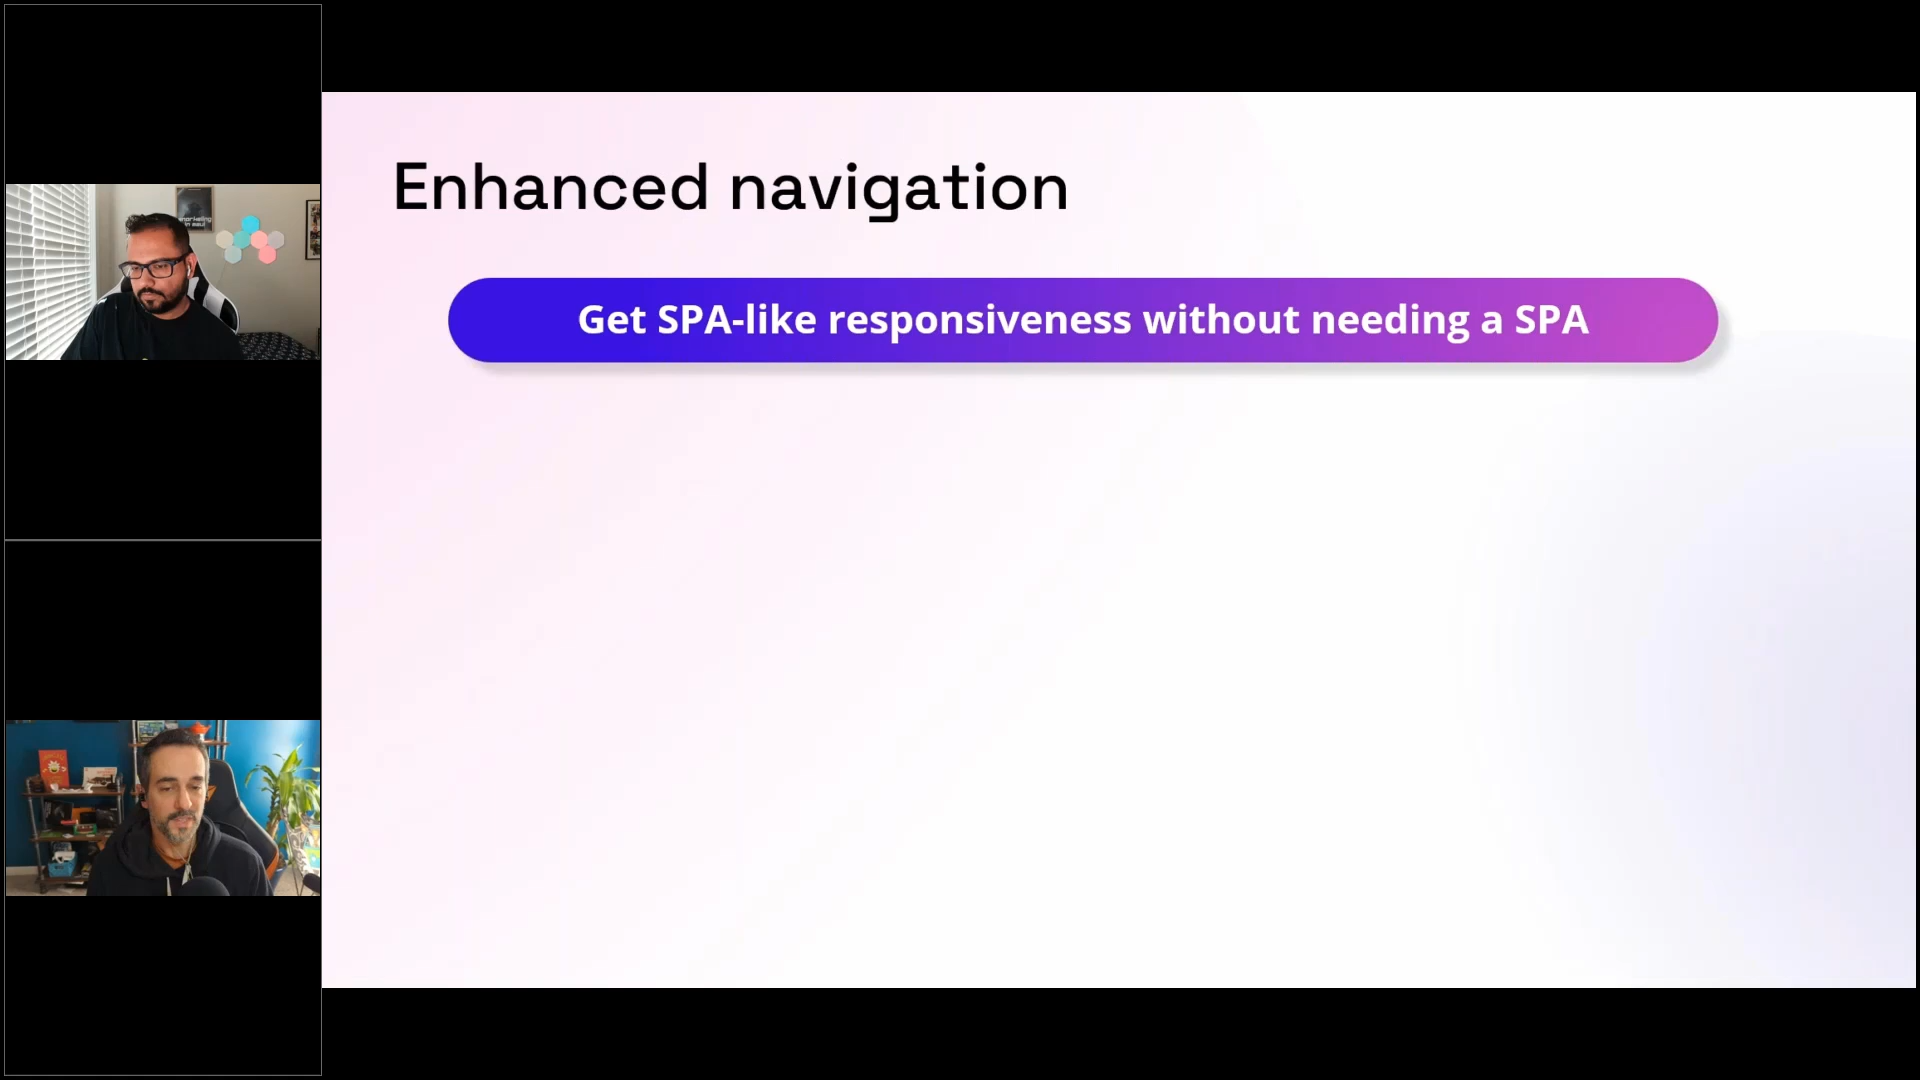 Enhanced navigation
Get SPA-like responsiveness without needing a SPA